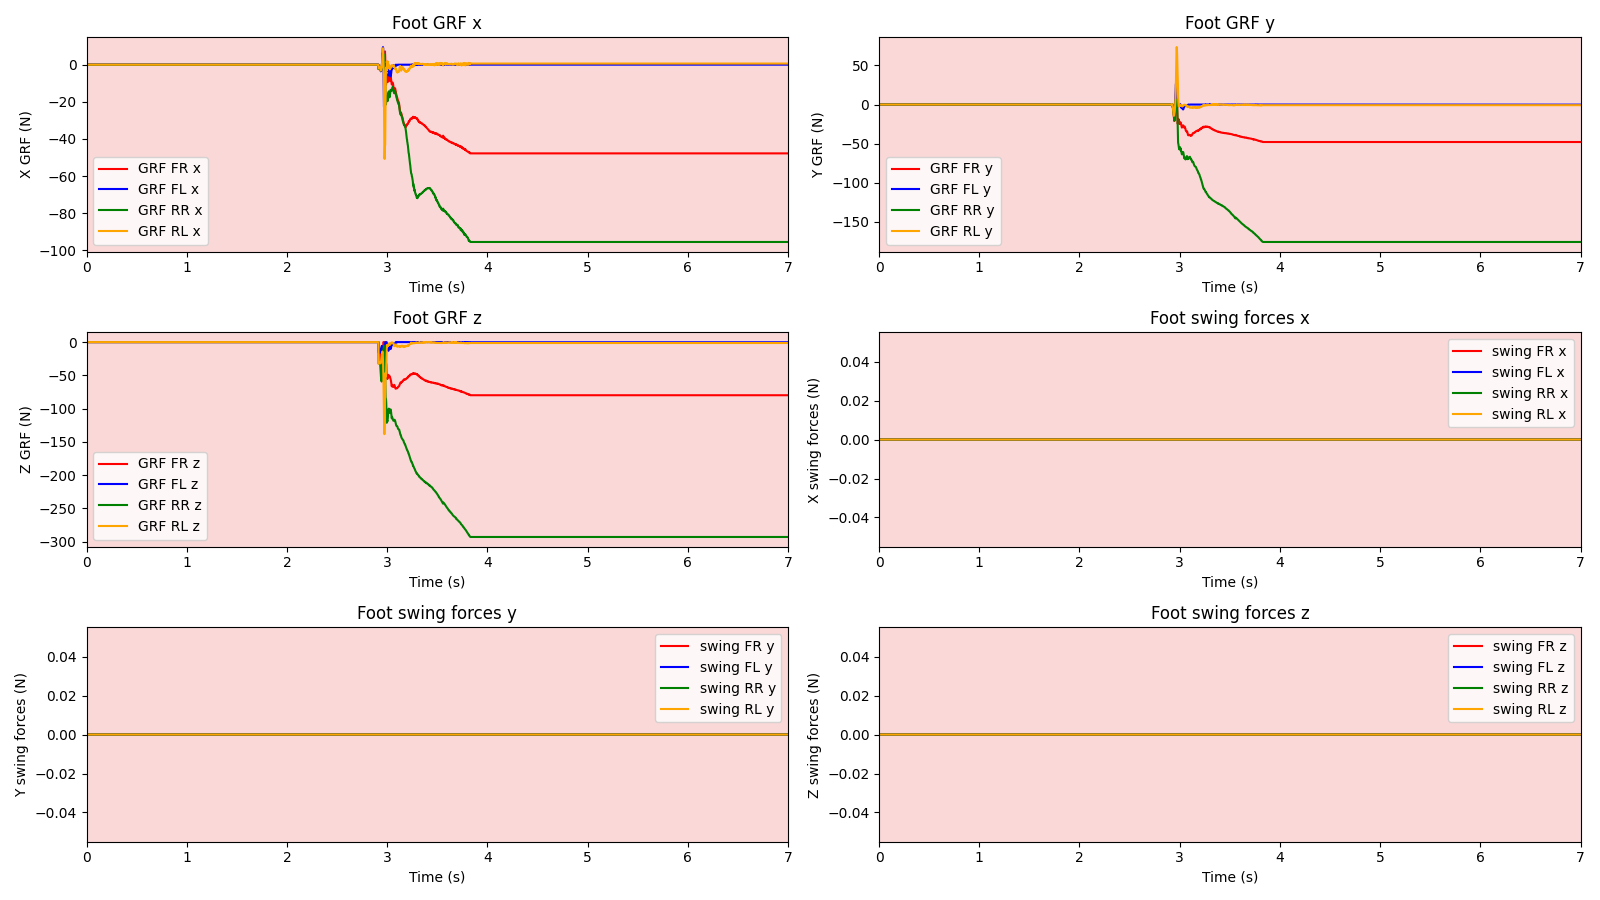 Foot GRF x
X GRF (N)
0
−20
−40
−60
−80
−100
GRF FR x
GRF FL x
GRF RR x
GRF RL x
0 1 2 3 4 5 6 7
Time (s)
Foot GRF y
Y GRF (N)
50
0
−50
−100
−150
GRF FR y
GRF FL y
GRF RR y
GRF RL y
0 1 2 3 4 5 6 7
Time (s)
Foot GRF z
Z GRF (N)
0
−50
−100
−150
−200
−250
−300
GRF FR z
GRF FL z
GRF RR z
GRF RL z
0 1 2 3 4 5 6 7
Time (s)
Foot swing forces x
X swing forces (N)
0.04
0.02
0.00
−0.02
−0.04
swing FR x
swing FL x
swing RR x
swing RL x
0 1 2 3 4 5 6 7
Time (s)
Foot swing forces y
Y swing forces (N)
0.04
0.02
0.00
−0.02
−0.04
swing FR y
swing FL y
swing RR y
swing RL y
0 1 2 3 4 5 6 7
Time (s)
Foot swing forces z
Z swing forces (N)
0.04
0.02
0.00
−0.02
−0.04
swing FR z
swing FL z
swing RR z
swing RL z
0 1 2 3 4 5 6 7
Time (s)